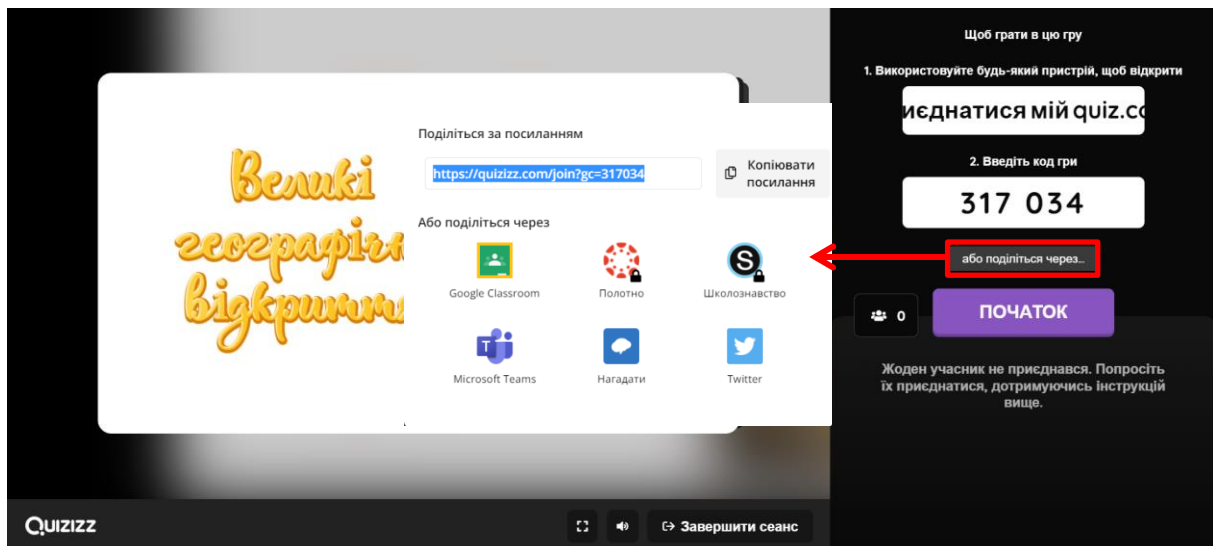 Великі
відкриття
Поділіться за посиланням
https://quizizz.com/join?gc=317034
Копіювати
посилання
Або поділіться через
Google Classroom
Полотно
Школознавство
Microsoft Teams
Нагадати
Twitter
Quizizz
Завершити сеанс
Щоб грати в цю гру
1. Використовуйте будь-який пристрій, щоб відкрити
иєднатися мій quiz.co
2. Введіть код гри
317 034
або поділіться через...
0
ПОЧАТОК
Жоден учасник не приєднався. Попросіть
їх приєднатися, дотримуючись інструкцій
вище.